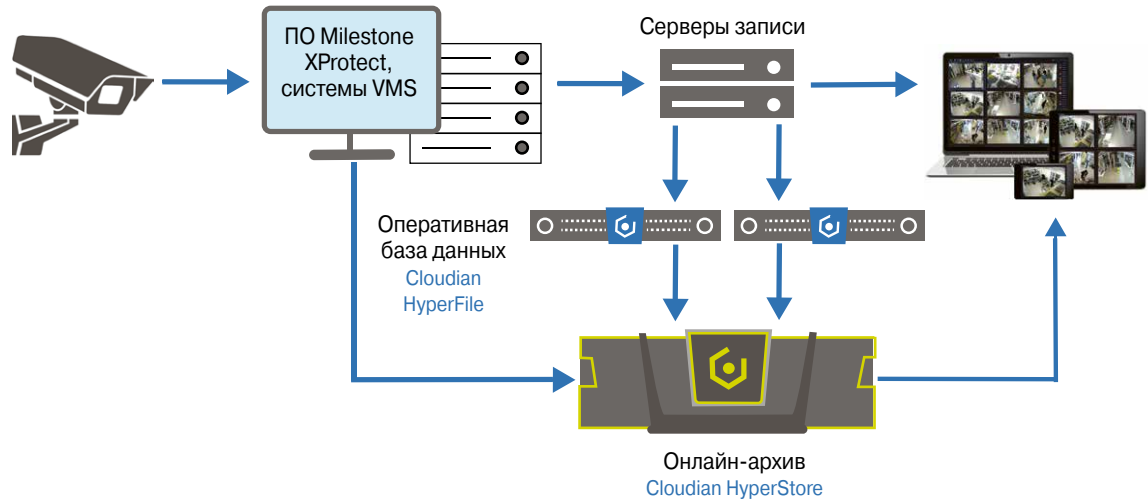 ПО Milestone
XProtect,
системы VMS
Серверы записи
Оперативная
база данных
Cloudian
HyperFile
Онлайн-архив
Cloudian HyperStore